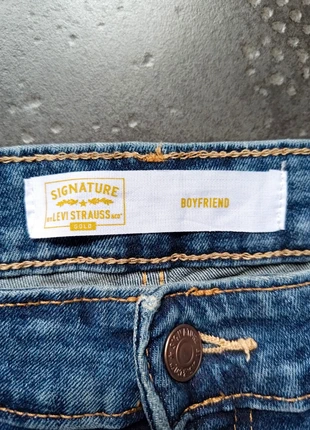 SIGNATURE
BY LEVI STRAUSS & CO.
GOLD
BOYFRIEND